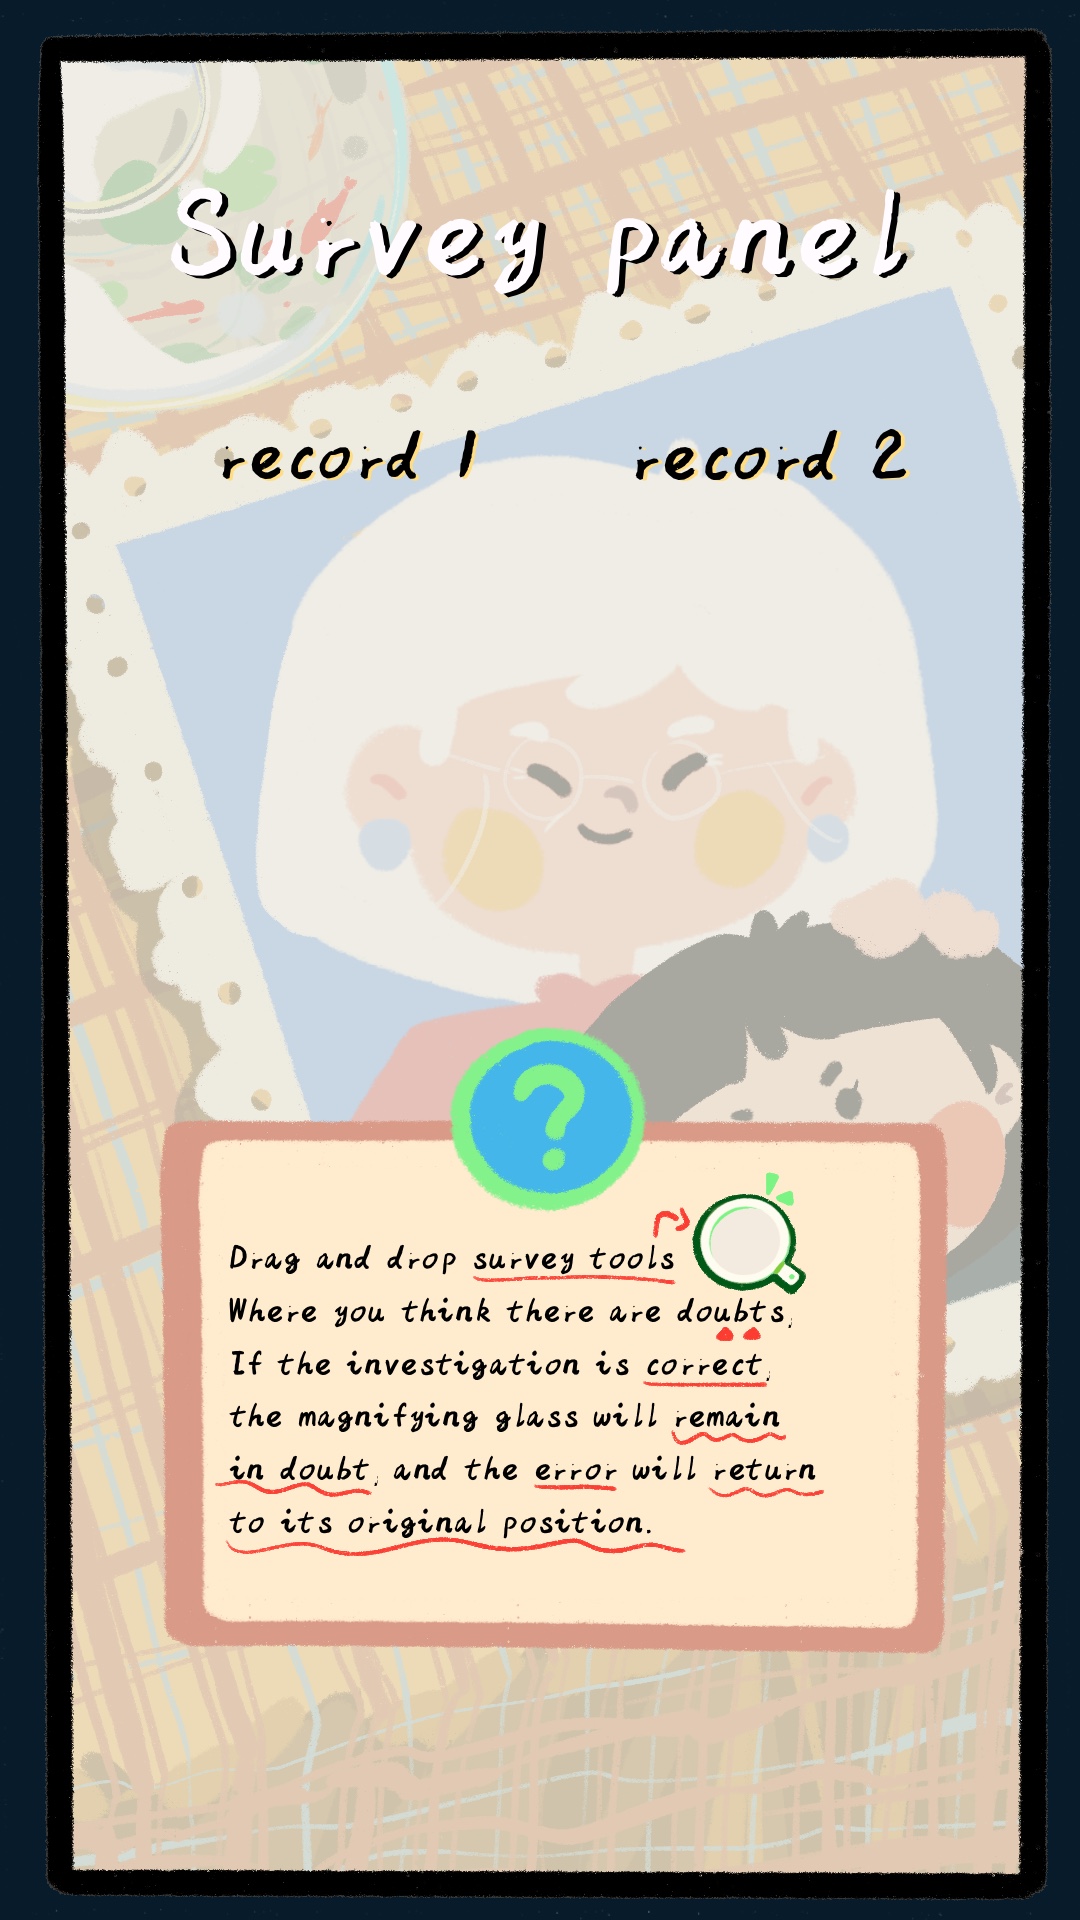 Survey panel
record 1 record 2
?
Drag and drop survey tools
Where you think there are doubts,
If the investigation is correct,
the magnifying glass will remain
in doubt, and the error will return
to its original position.